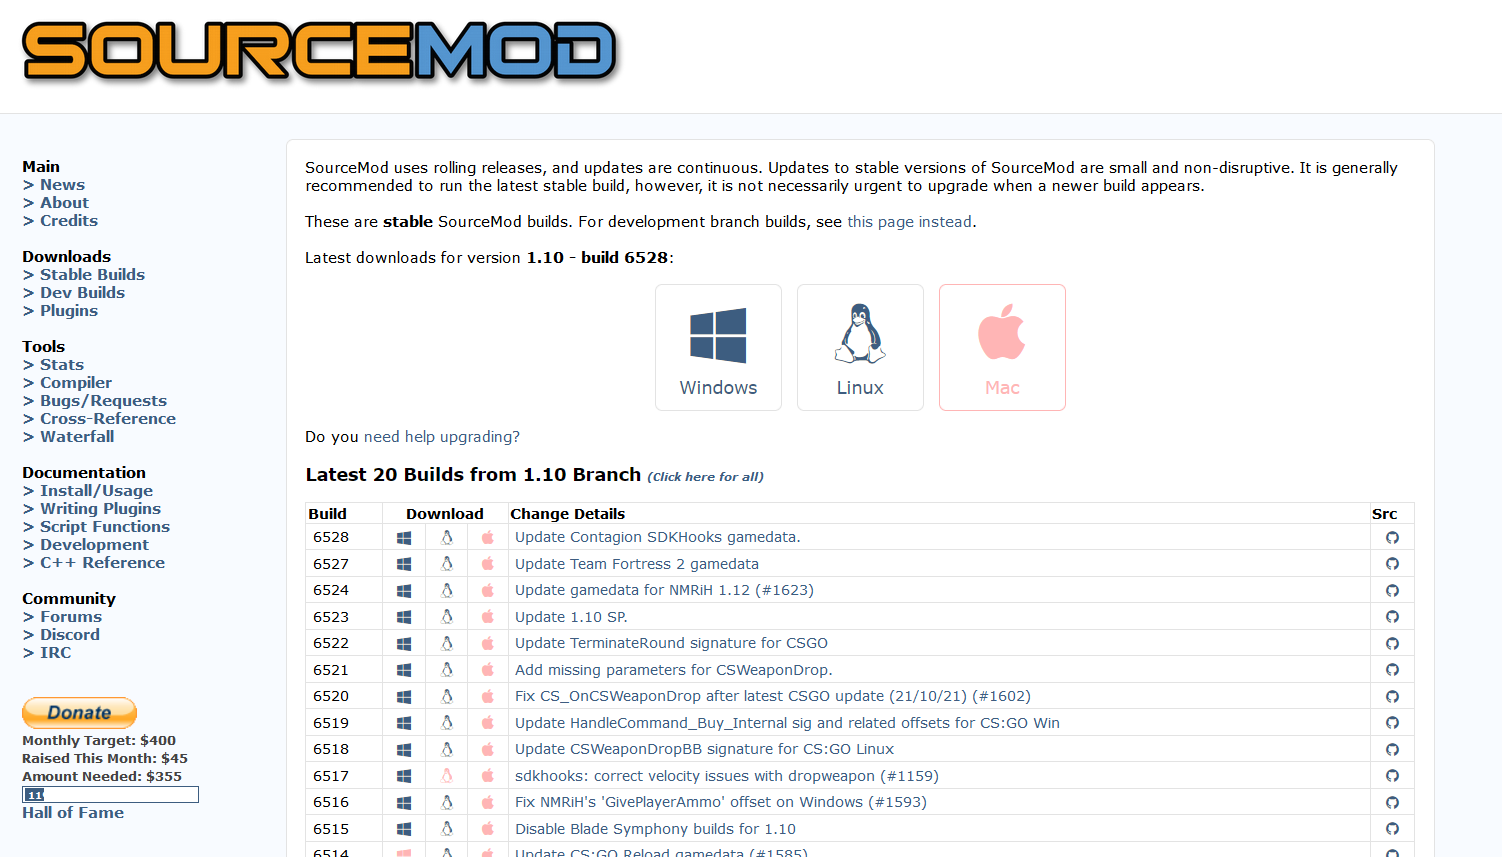 SOURCEMOD
Main
> News
> About
> Credits
Downloads
> Stable Builds
> Dev Builds
> Plugins
Tools
> Stats
> Compiler
> Bugs/Requests
> Cross-Reference
> Waterfall
Documentation
> Install/Usage
> Writing Plugins
> Script Functions
> Development
> C++ Reference
Community
> Forums
> Discord
> IRC
Donate
Monthly Target: $400
Raised This Month: $45
Amount Needed: $355
11
Hall of Fame
SourceMod uses rolling releases, and updates are continuous. Updates to stable versions of SourceMod are small and non-disruptive. It is generally
recommended to run the latest stable build, however, it is not necessarily urgent to upgrade when a newer build appears.
These are stable SourceMod builds. For development branch builds, see this page instead.
Latest downloads for version 1.10 - build 6528:
Windows Linux Mac
Do you need help upgrading?
Latest 20 Builds from 1.10 Branch (Click here for all)
Build Download Change Details Src
6528 Update Contagion SDKHooks gamedata.
6527 Update Team Fortress 2 gamedata
6524 Update gamedata for NMRiH 1.12 (#1623)
6523 Update 1.10 SP.
6522 Update TerminateRound signature for CSGO
6521 Add missing parameters for CSWeaponDrop.
6520 Fix CS_OnCSWeaponDrop after latest CSGO update (21/10/21) (#1602)
6519 Update HandleCommand_Buy_Internal sig and related offsets for CS:GO Win
6518 Update CSWeaponDropBB signature for CS:GO Linux
6517 sdkhooks: correct velocity issues with dropweapon (#1159)
6516 Fix NMRiH's 'GivePlayerAmmo' offset on Windows (#1593)
6515 Disable Blade Symphony builds for 1.10
6514 Update CS:GO Reload gamedata (#1585)